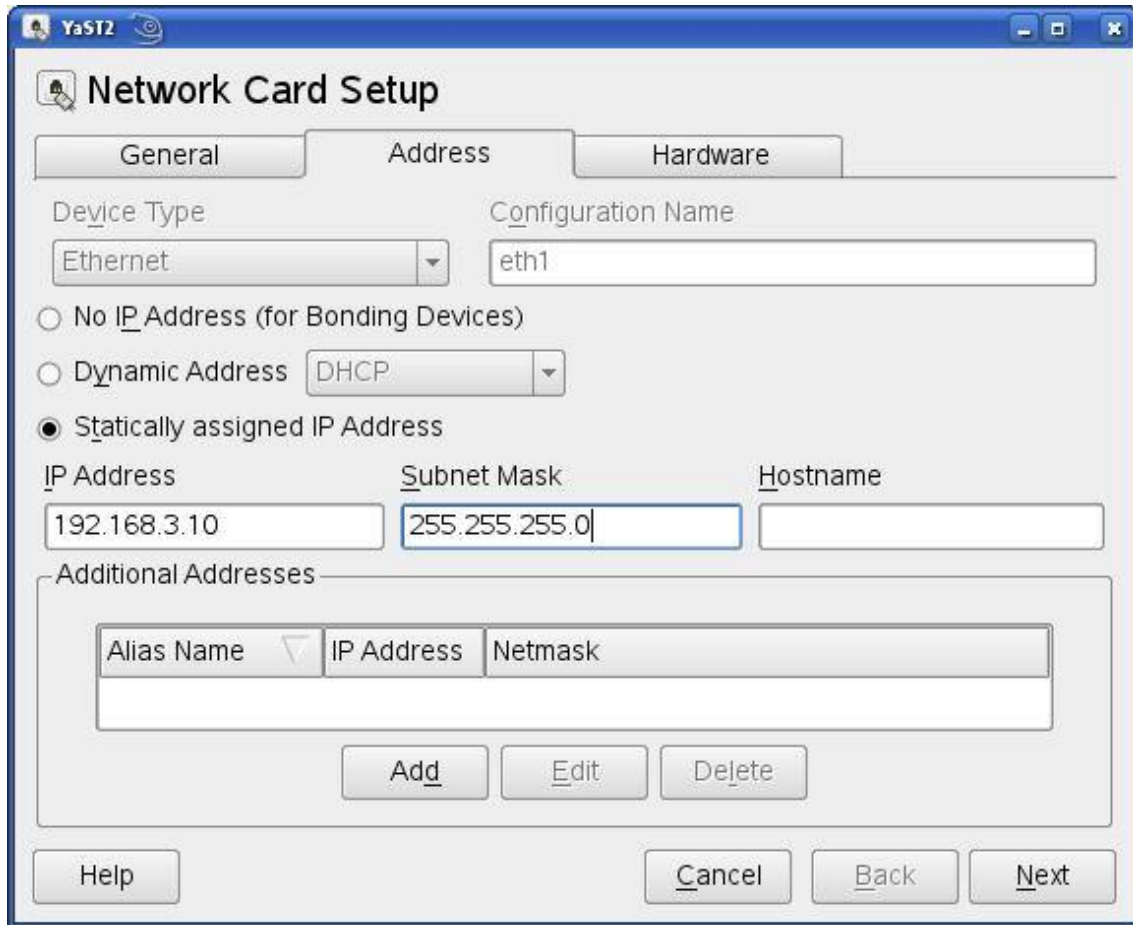 YaST2
Network Card Setup
General Address Hardware
Device Type Configuration Name
Ethernet eth1
No IP Address (for Bonding Devices)
Dynamic Address DHCP
Statically assigned IP Address
IP Address Subnet Mask Hostname
192.168.3.10 255.255.255.0
Additional Addresses
Alias Name IP Address Netmask
Add Edit Delete
Help Cancel Back Next